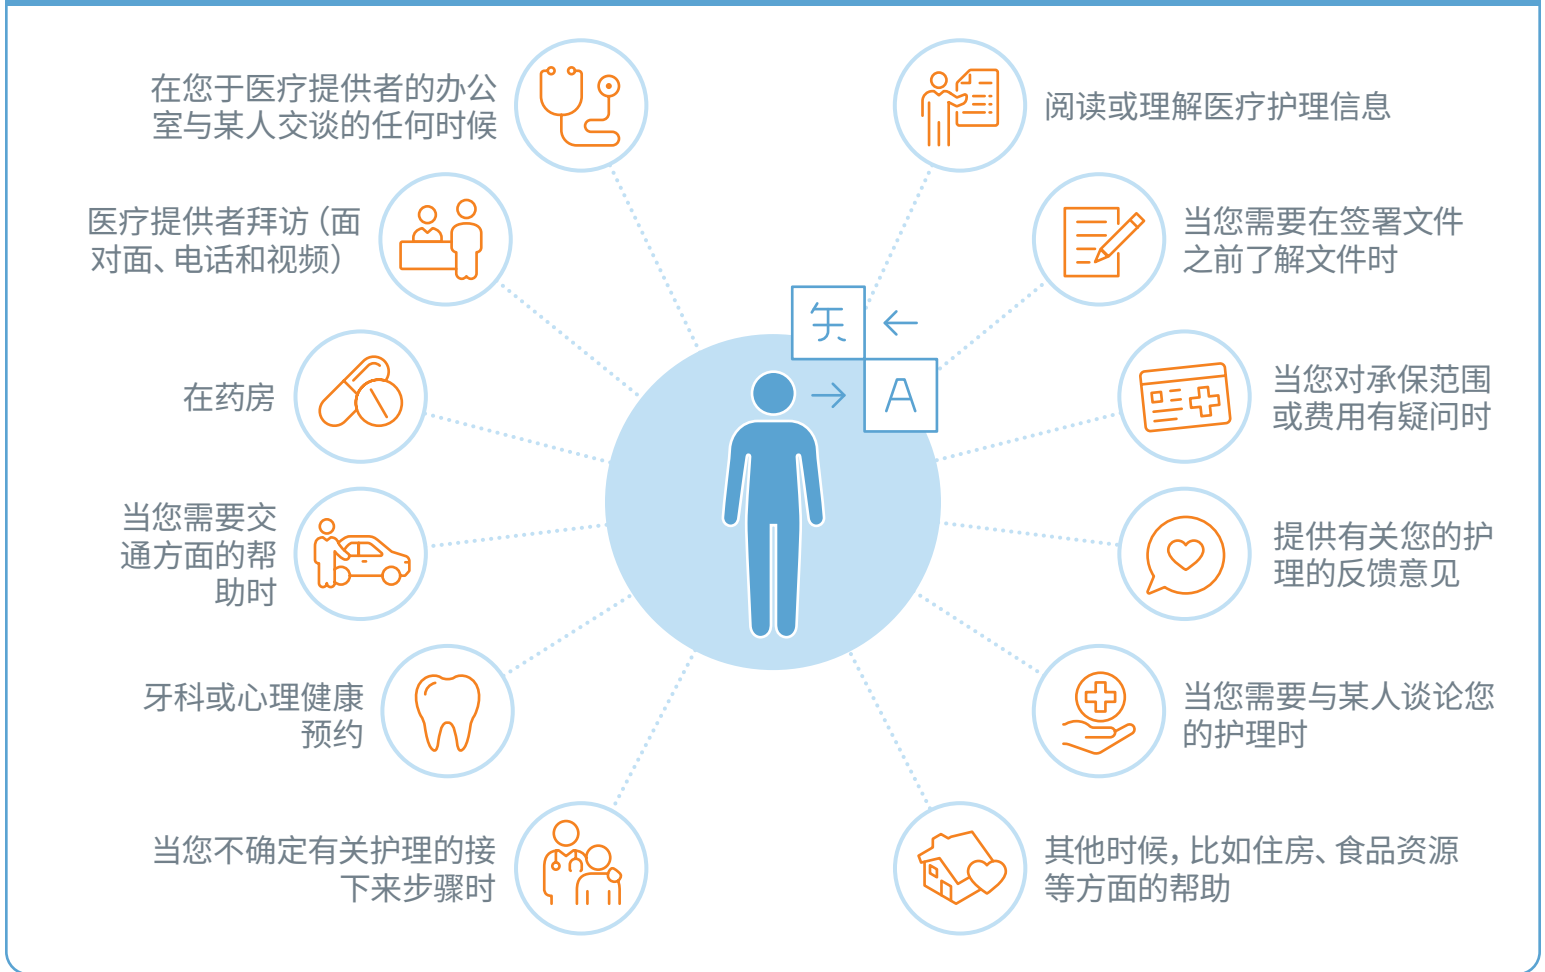 在您于医疗提供者的办公
室与某人交谈的任何时候
医疗提供者拜访（面
对面、电话和视频）
在药房
当您需要交
通方面的帮
助时
牙科或心理健康
预约
当您不确定有关护理的接
下来步骤时
A
阅读或理解医疗护理信息
当您需要在签署文件
之前了解文件时
当您对承保范围
或费用有疑问时
提供有关您的护
理的反馈意见
当您需要与某人谈论您
的护理时
其他时候，比如住房、食品资源
等方面的帮助